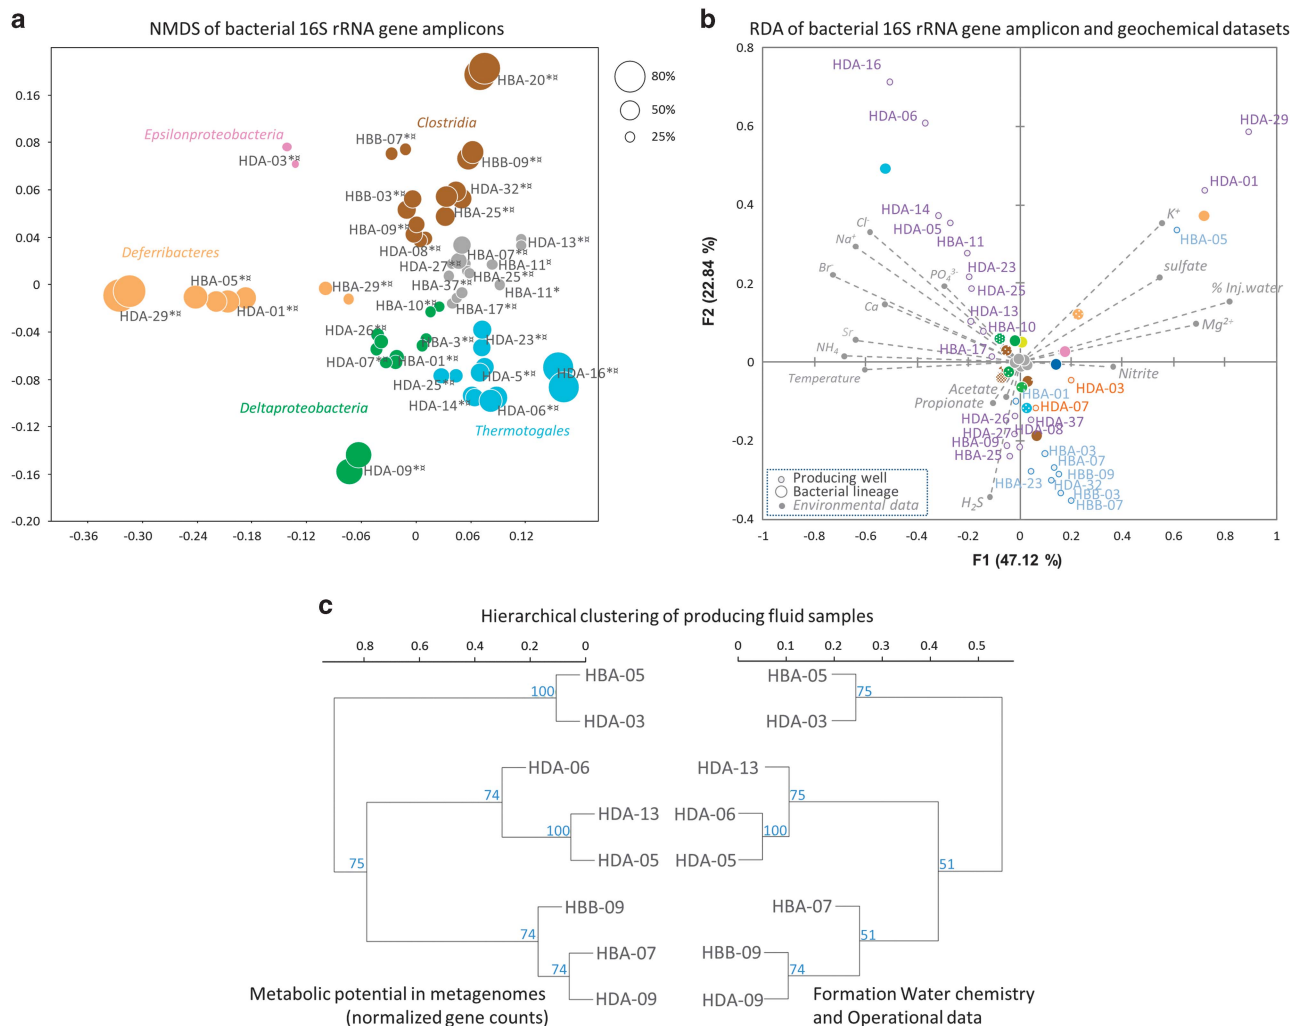 a
NMDS of bacterial 16S rRNA gene amplicons
0.16
0.08
0.06
0.04
0
-0.04
-0.08
-0.12
-0.16
-0.20
-0.36
-0.30
-0.24
-0.18
-0.12
-0.06
0
0.06
0.12
80%
50%
25%
HBA-20*¤
Clostridia
Epsilonproteobacteria
HBB-07*¤
HDA-03*¤
HBB-09*¤
HDA-32*¤
HBB-03*¤
HBA-25*¤
HBA-09*¤
HDA-08*¤
HDA-13*¤
Deferribacteres
HBA-07*¤
HDA-27*¤
HBA-11¤
HBA-05*¤
HBA-25*¤
HBA-29*¤
HBA-37*¤
HBA-11*
HDA-29*¤
HDA-01*¤
HBA-10*¤
HBA-17*¤
HDA-26*¤
HBA-3*¤
HDA-23*¤
HDA-07*¤
HBA-01*¤
HDA-5*¤
HDA-16*¤
HDA-25*¤
HDA-14*¤
HDA-06*¤
Deltaproteobacteria
Thermotogales
HDA-09*¤
b
RDA of bacterial 16S rRNA gene amplicon and geochemical datasets
F2 (22.84 %)
0.8
0.6
0.4
0.2
0
-0.2
-0.4
-1
-0.8
-0.6
-0.4
-0.2
0
0.2
0.4
0.6
0.8
1
F1 (47.12 %)
HDA-16
HDA-06
HDA-29
HDA-01
HDA-14
HDA-05
K⁺
HBA-05
Cl⁻
Na⁺
HBA-11
Br⁻
PO₄³⁻
HDA-23
sulfate
HDA-25
% Inj.water
Ca
HDA-13
Mg²⁺
HBA-10
Sr
NH₄
HBA-17
Temperature
Nitrite
Acetate
HBA-01
HDA-03
Propionate
HDA-07
HDA-26
HDA-37
HDA-27
HDA-08
HBA-09
HBA-03
HBA-25
HBA-07
HBA-23
HBB-09
HDA-32
HBB-03
H₂S
HBB-07
Producing well
Bacterial lineage
Environmental data
c
Hierarchical clustering of producing fluid samples
0.8
0.6
0.4
0.2
0
0
0.1
0.2
0.3
0.4
0.5
HBA-05
100
HDA-03
HDA-06
74
HDA-13
100
HDA-05
75
HBB-09
74
HBA-07
74
HDA-09
Metabolic potential in metagenomes
(normalized gene counts)
HBA-05
75
HDA-03
HDA-13
75
HDA-06
100
HDA-05
51
HBA-07
51
HBB-09
74
HDA-09
Formation Water chemistry
and Operational data